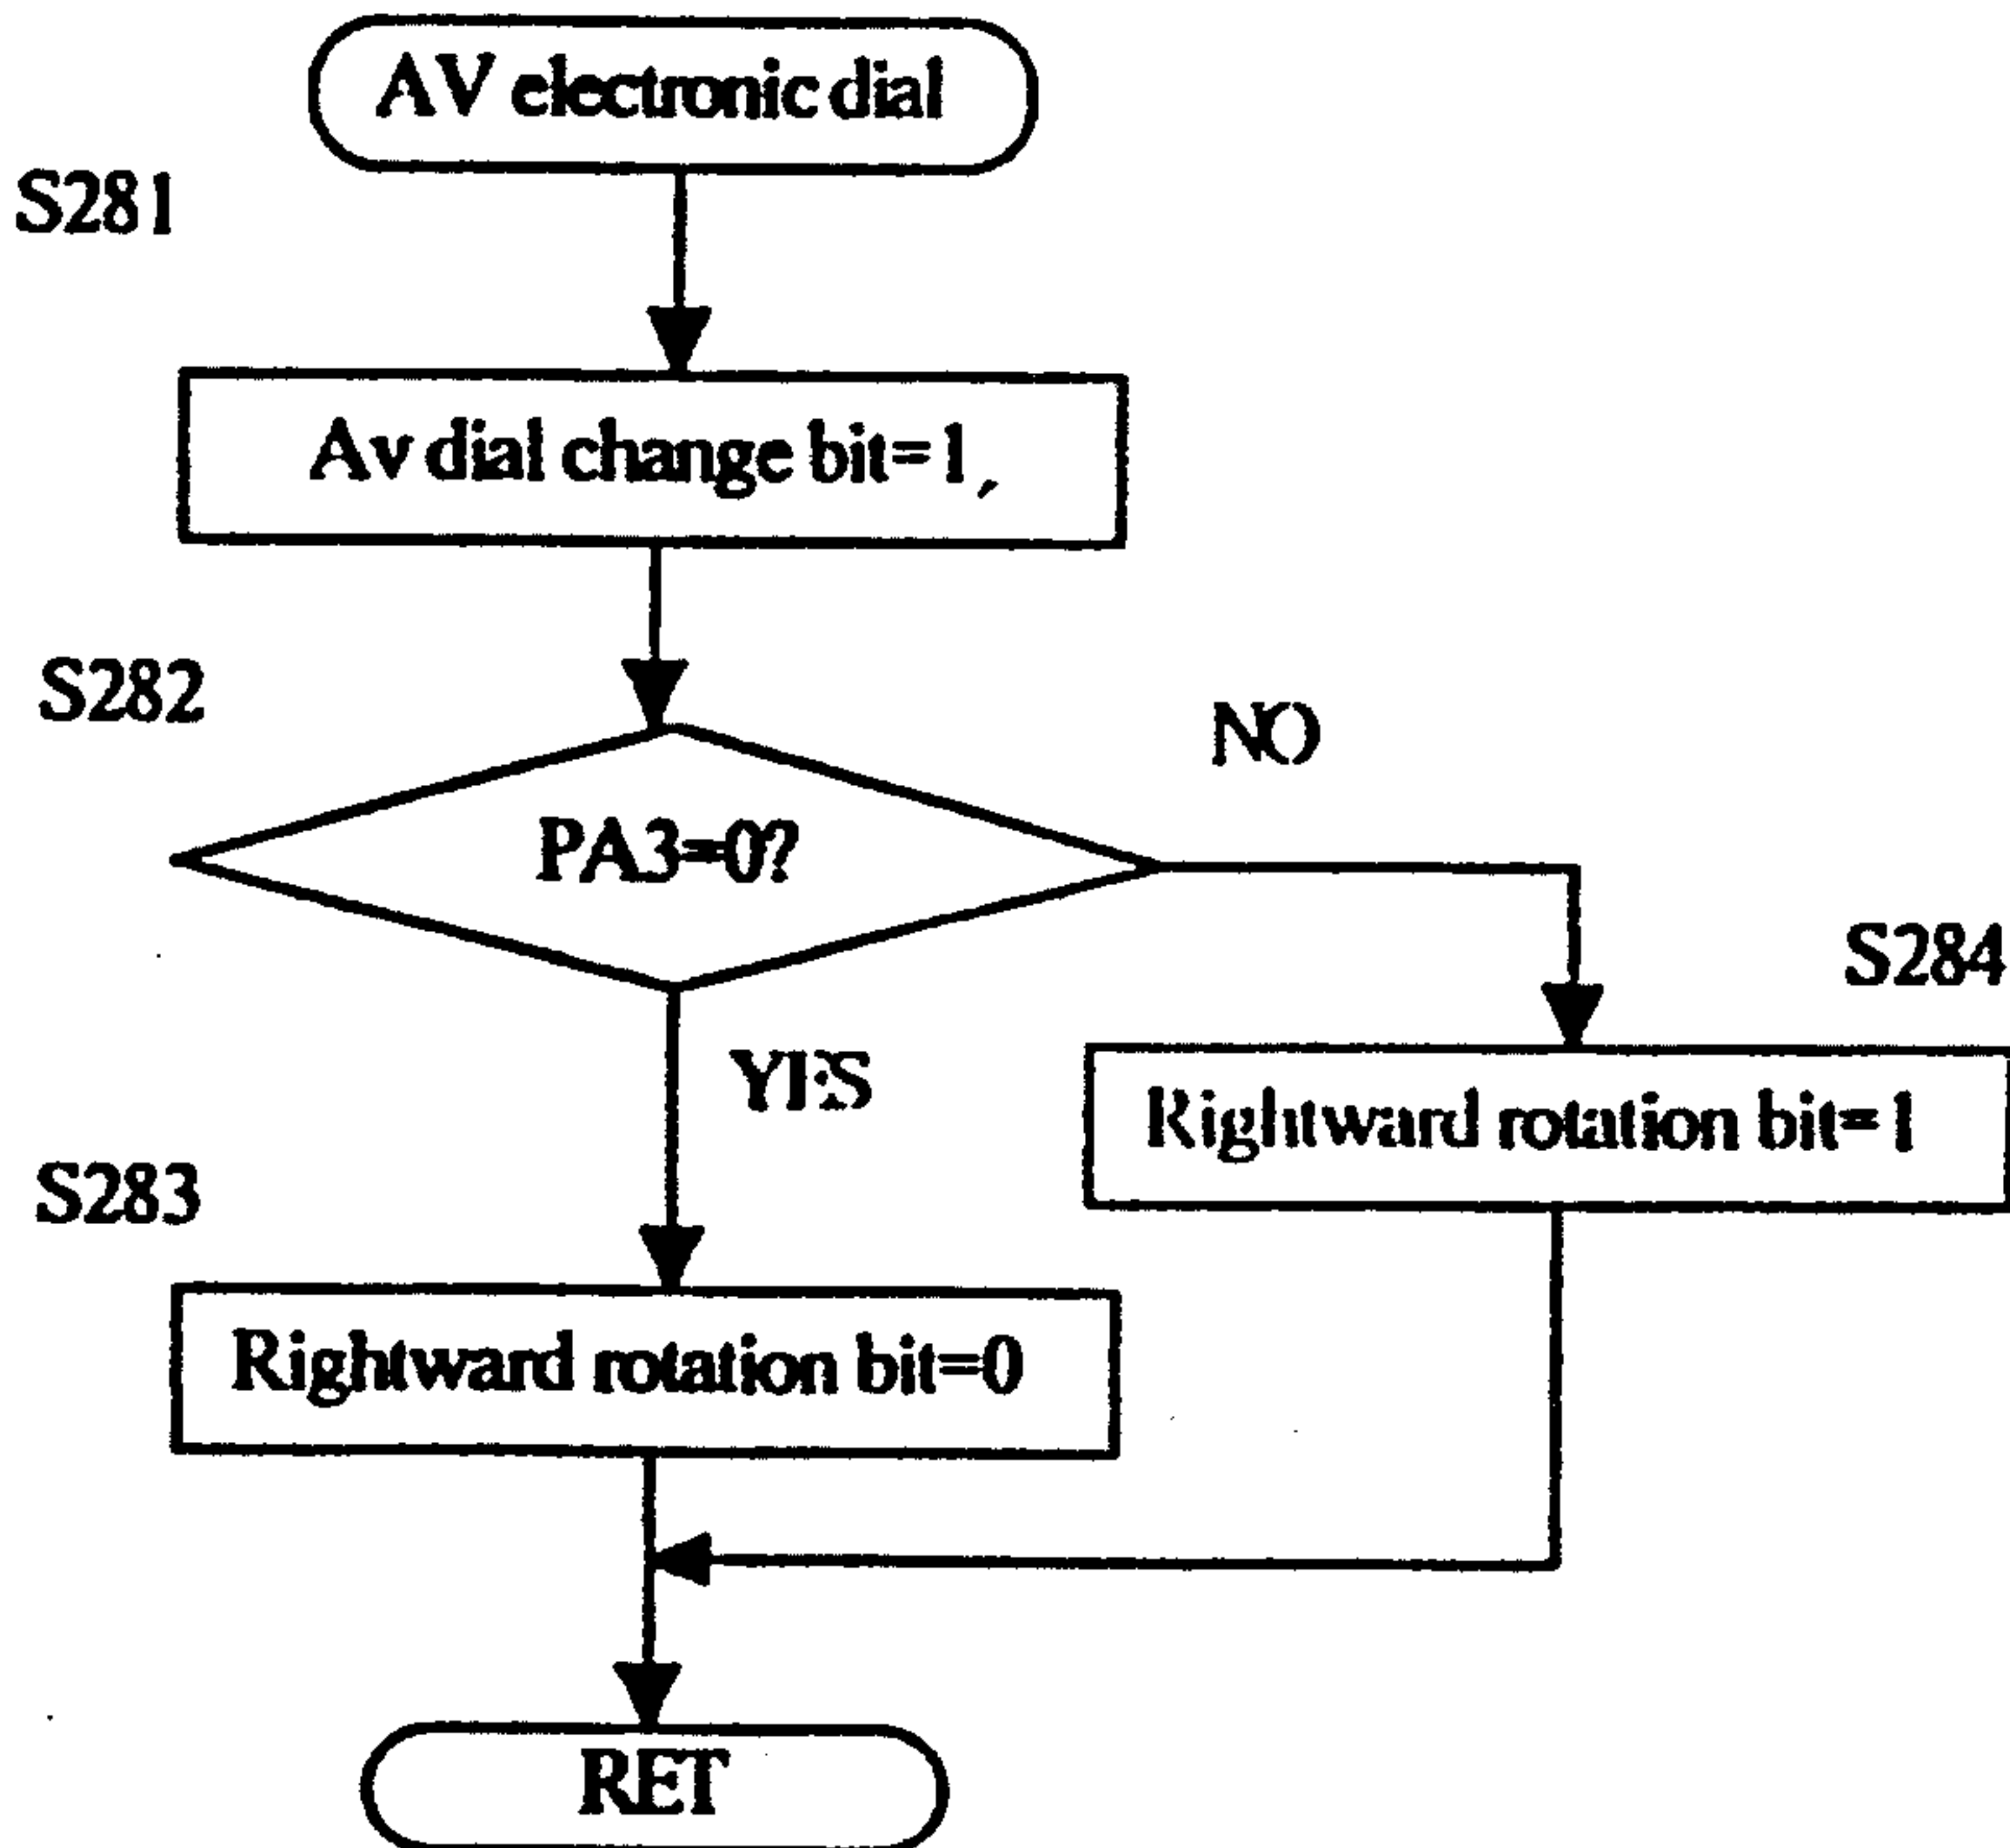 AV electronic dial
S281
Av dial change bit=1,
S282
NO
PA3=0?
S284
YES
Rightward rotation bit=1
S283
Rightward rotation bit=0
RET